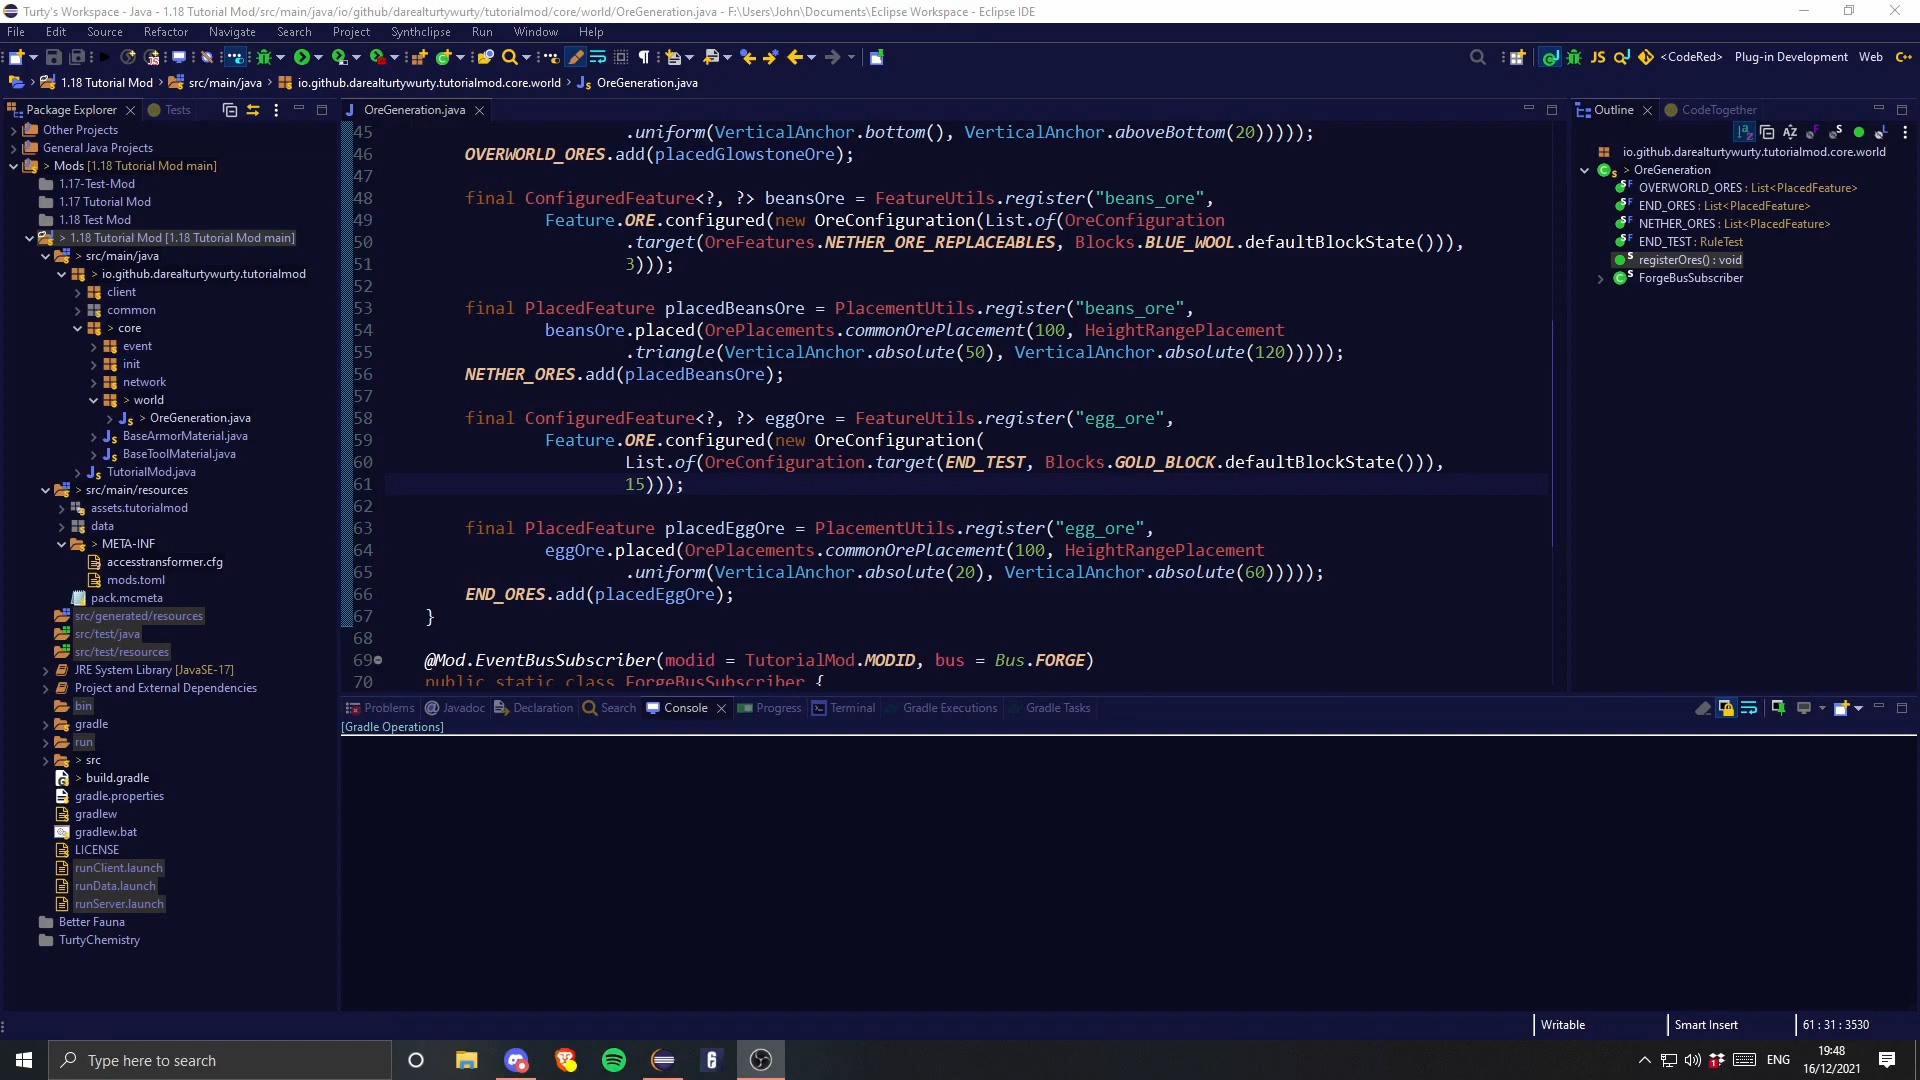 Turty's Workspace - Java - 1.18 Tutorial Mod/src/main/java/io/github/darealturtywurty/tutorialmod/core/world/OreGeneration.java - F:\Users\John\Documents\Eclipse Workspace - Eclipse IDE
File Edit Source Refactor Navigate Search Project Synthclipse Run Window Help
<CodeRed> Plug-in Development Web
1.18 Tutorial Mod src/main/java io.github.darealturtywurty.tutorialmod.core.world OreGeneration.java
Package Explorer Tests
Other Projects
General Java Projects
> Mods [1.18 Tutorial Mod main]
1.17-Test-Mod
1.17 Tutorial Mod
1.18 Test Mod
> 1.18 Tutorial Mod [1.18 Tutorial Mod main]
> src/main/java
> io.github.darealturtywurty.tutorialmod
client
common
> core
event
init
network
> world
> OreGeneration.java
BaseArmorMaterial.java
BaseToolMaterial.java
TutorialMod.java
> src/main/resources
assets.tutorialmod
data
> META-INF
accesstransformer.cfg
mods.toml
pack.mcmeta
src/generated/resources
src/test/java
src/test/resources
JRE System Library [JavaSE-17]
Project and External Dependencies
bin
gradle
run
> src
> build.gradle
gradle.properties
gradlew
gradlew.bat
LICENSE
runClient.launch
runData.launch
runServer.launch
Better Fauna
TurtyChemistry
OreGeneration.java
45 .uniform(VerticalAnchor.bottom(), VerticalAnchor.aboveBottom(20)))));
46 OVERWORLD_ORES.add(placedGlowstoneOre);
47
48 final ConfiguredFeature<?, ?> beansOre = FeatureUtils.register("beans_ore",
49 Feature.ORE.configured(new OreConfiguration(List.of(OreConfiguration
50 .target(OreFeatures.NETHER_ORE_REPLACEABLES, Blocks.BLUE_WOOL.defaultBlockState())),
51 3)));
52
53 final PlacedFeature placedBeansOre = PlacementUtils.register("beans_ore",
54 beansOre.placed(OrePlacements.commonOrePlacement(100, HeightRangePlacement
55 .triangle(VerticalAnchor.absolute(50), VerticalAnchor.absolute(120)))));
56 NETHER_ORES.add(placedBeansOre);
57
58 final ConfiguredFeature<?, ?> eggOre = FeatureUtils.register("egg_ore",
59 Feature.ORE.configured(new OreConfiguration(
60 List.of(OreConfiguration.target(END_TEST, Blocks.GOLD_BLOCK.defaultBlockState())),
61 15)));
62
63 final PlacedFeature placedEggOre = PlacementUtils.register("egg_ore",
64 eggOre.placed(OrePlacements.commonOrePlacement(100, HeightRangePlacement
65 .uniform(VerticalAnchor.absolute(20), VerticalAnchor.absolute(60)))));
66 END_ORES.add(placedEggOre);
67 }
68
69 @Mod.EventBusSubscriber(modid = TutorialMod.MODID, bus = Bus.FORGE)
70 public static class ForgeBusSubscriber {
Outline CodeTogether
io.github.darealturtywurty.tutorialmod.core.world
> OreGeneration
OVERWORLD_ORES : List<PlacedFeature>
END_ORES : List<PlacedFeature>
NETHER_ORES : List<PlacedFeature>
END_TEST : RuleTest
registerOres() : void
ForgeBusSubscriber
Problems Javadoc Declaration Search Console Progress Terminal Gradle Executions Gradle Tasks
[Gradle Operations]
Writable Smart Insert 61 : 31 : 3530
Type here to search
ENG
19:48
16/12/2021